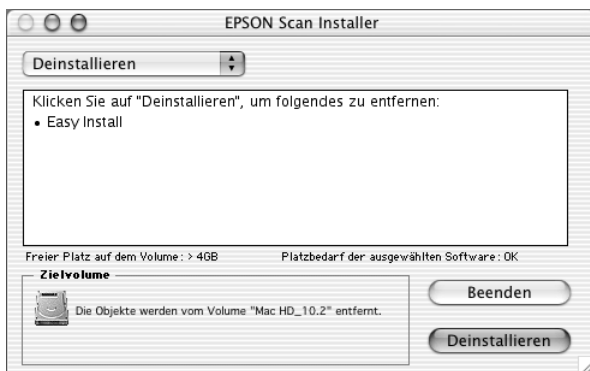 EPSON Scan Installer
Deinstallieren
Klicken Sie auf "Deinstallieren", um folgendes zu entfernen:
• Easy Install
Freier Platz auf dem Volume: > 4GB Platzbedarf der ausgewählten Software: OK
Zielvolume
Die Objekte werden vom Volume "Mac HD_10.2" entfernt.
Beenden
Deinstallieren